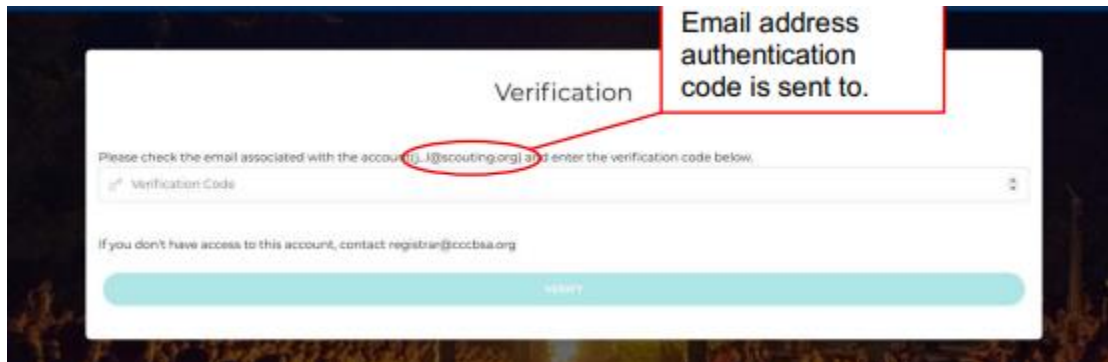 Email address
authentication
code is sent to.
Verification
Please check the email associated with the account(j...l@scouting.org) and enter the verification code below.
Verification Code
If you don't have access to this account, contact registrar@cccbsa.org
VERIFY